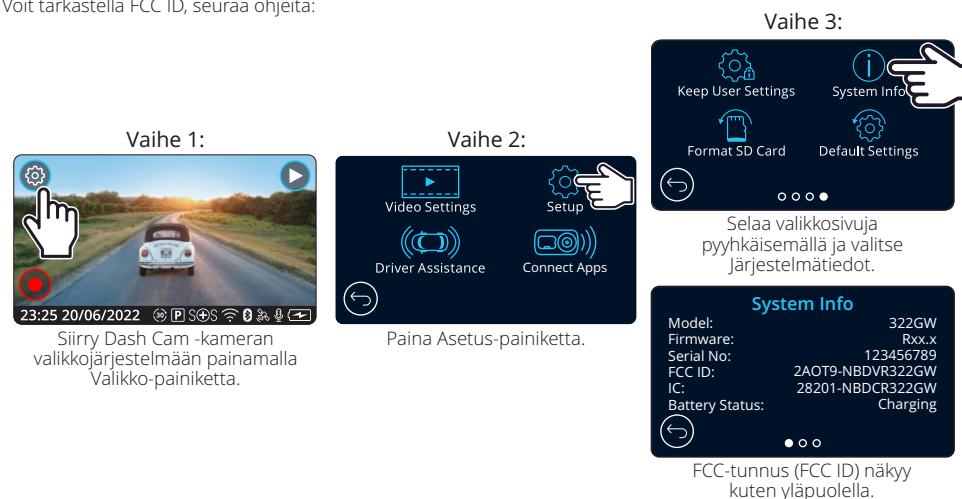 Voit tarkastella FCC ID, seuraa ohjeita:
Vaihe 1:
23:25 20/06/2022 30 P S S
Siirry Dash Cam -kameran
valikkojärjestelmään painamalla
Valikko-painiketta.
Vaihe 2:
Video Settings
Setup
Driver Assistance
Connect Apps
Paina Asetus-painiketta.
Vaihe 3:
Keep User Settings
System Info
Format SD Card
Default Settings
Selaa valikkosivuja
pyyhkäisemällä ja valitse
Järjestelmätiedot.
System Info
Model: 322GW
Firmware: Rxx.x
Serial No: 123456789
FCC ID: 2AOT9-NBDVR322GW
IC: 28201-NBDCR322GW
Battery Status: Charging
FCC-tunnus (FCC ID) näkyy
kuten yläpuolella.